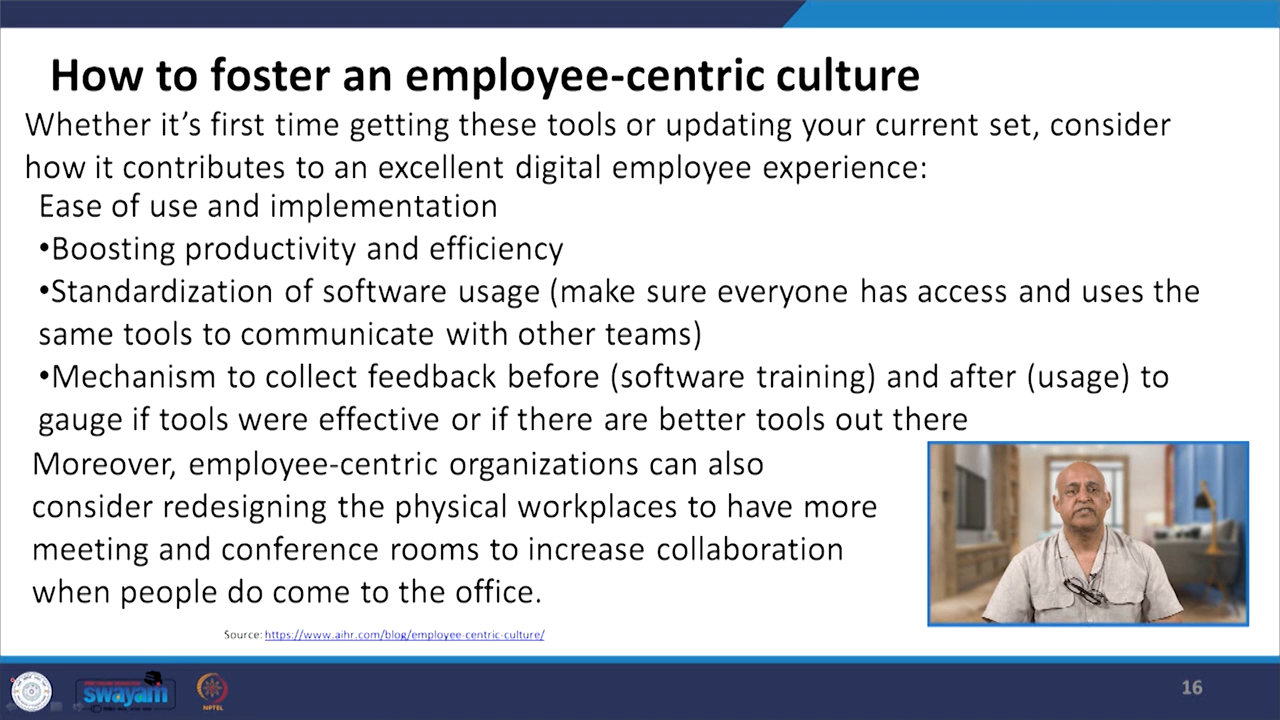 How to foster an employee-centric culture
Whether it’s first time getting these tools or updating your current set, consider
how it contributes to an excellent digital employee experience:
Ease of use and implementation
•Boosting productivity and efficiency
•Standardization of software usage (make sure everyone has access and uses the
same tools to communicate with other teams)
•Mechanism to collect feedback before (software training) and after (usage) to
gauge if tools were effective or if there are better tools out there
Moreover, employee-centric organizations can also
consider redesigning the physical workplaces to have more
meeting and conference rooms to increase collaboration
when people do come to the office.
Source: https://www.aihr.com/blog/employee-centric-culture/
swayam
NPTEL
16